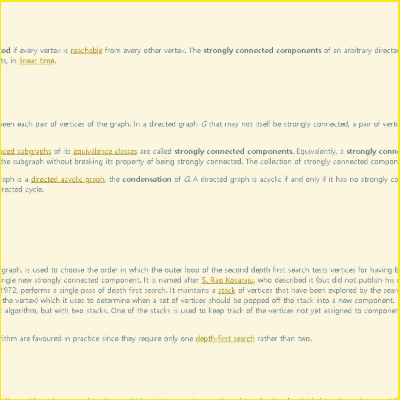 ed if every vertex is reachable from every other vertex. The strongly connected components of an arbitrary directe
ts, in linear time.
veen each pair of vertices of the graph. In a directed graph G that may not itself be strongly connected, a pair of verti
uced subgraphs of its equivalence classes are called strongly connected components. Equivalently, a strongly conn
the subgraph without breaking its property of being strongly connected. The collection of strongly connected compon
raph is a directed acyclic graph, the condensation of G. A directed graph is acyclic if and only if it has no strongly co
rected cycle.
graph, is used to choose the order in which the outer loop of the second depth first search tests vertices for having b
ingle new strongly connected component. It is named after S. Rao Kosaraju, who described it (but did not publish his
1972, performs a single pass of depth first search. It maintains a stack of vertices that have been explored by the sear
the vertex) which it uses to determine when a set of vertices should be popped off the stack into a new component.
algorithm, but with two stacks. One of the stacks is used to keep track of the vertices not yet assigned to componen
rithm are favoured in practice since they require only one depth-first search rather than two.